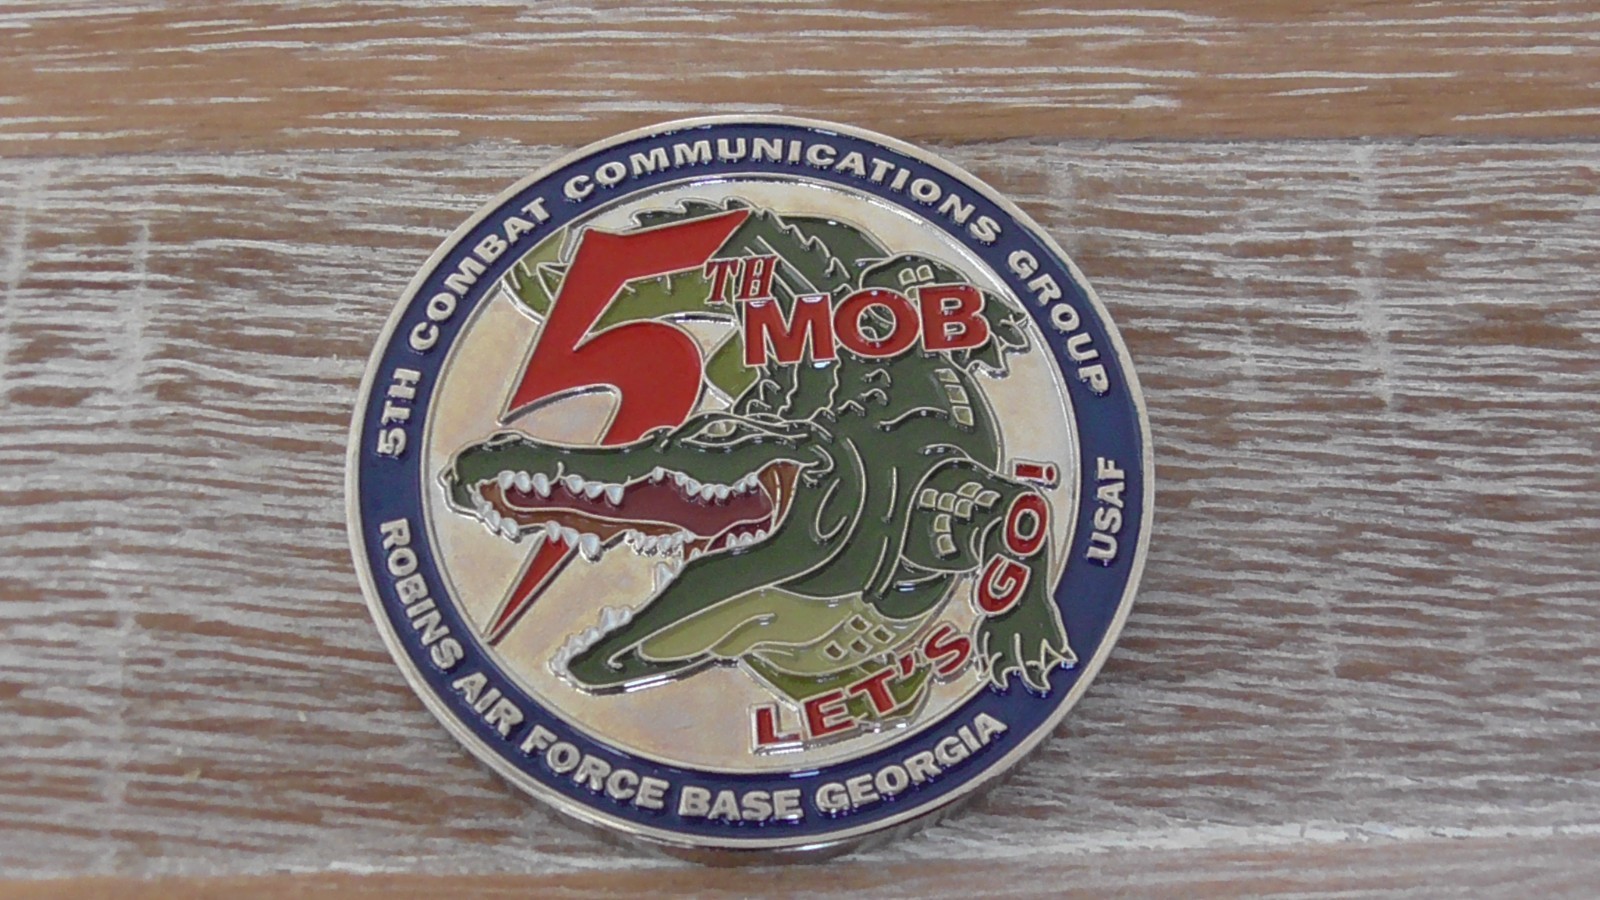 5TH COMBAT COMMUNICATIONS GROUP
USAF
5TH MOB
LET'S GO!
ROBINS AIR FORCE BASE GEORGIA